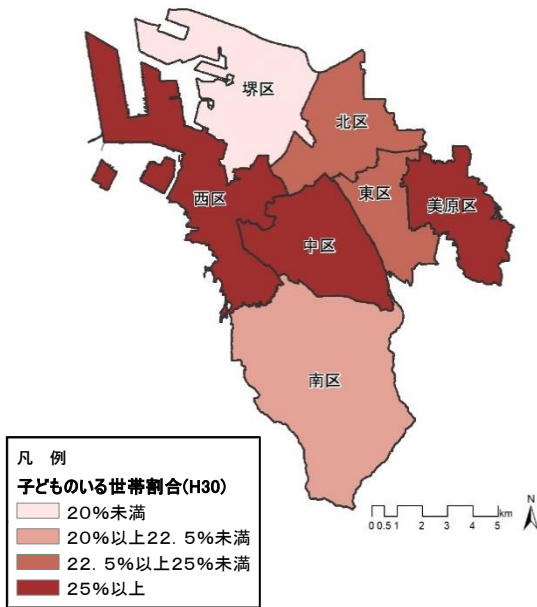 堺区
北区
西区
東区
美原区
中区
南区
凡 例
子どものいる世帯割合(H30)
20%未満
20%以上22.5%未満
22.5%以上25%未満
25%以上
km
0 0.5 1 2 3 4 5
N